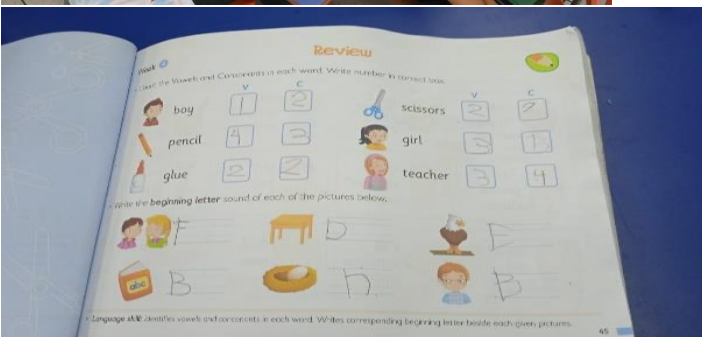 Review
Week
Count the Vowels and Consonants in each word. Write number in correct box.
V C V C
boy 1 2 scissors 2 2
pencil 4 3 girl 3 1
glue 2 2 teacher 3 4
Write the beginning letter sound of each of the pictures below.
F D E
abc B n B
Language skill: Identifies vowels and consonants in each word. Writes corresponding beginning letter beside each given pictures.
45